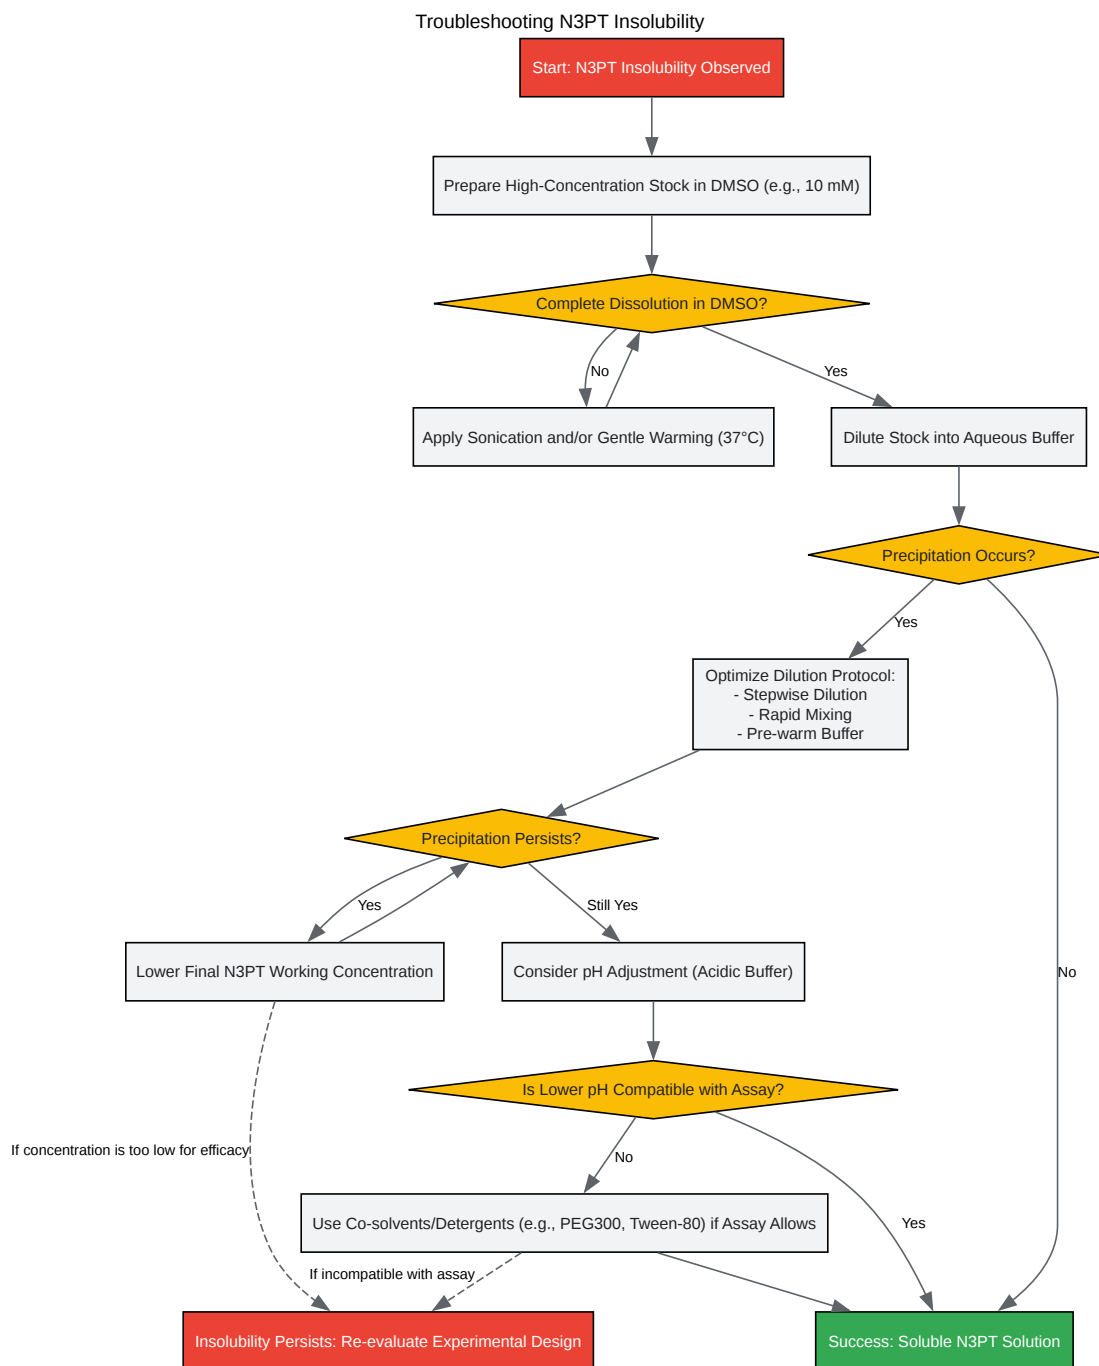 Troubleshooting N3PT Insolubility
Start: N3PT Insolubility Observed
Prepare High-Concentration Stock in DMSO (e.g., 10 mM)
Complete Dissolution in DMSO?
No
Yes
Apply Sonication and/or Gentle Warming (37°C)
Dilute Stock into Aqueous Buffer
Precipitation Occurs?
Yes
Optimize Dilution Protocol:
- Stepwise Dilution
- Rapid Mixing
- Pre-warm Buffer
Precipitation Persists?
Yes
Still Yes
Lower Final N3PT Working Concentration
Consider pH Adjustment (Acidic Buffer)
No
Is Lower pH Compatible with Assay?
If concentration is too low for efficacy
No
Yes
Use Co-solvents/Detergents (e.g., PEG300, Tween-80) if Assay Allows
If incompatible with assay
Insolubility Persists: Re-evaluate Experimental Design
Success: Soluble N3PT Solution